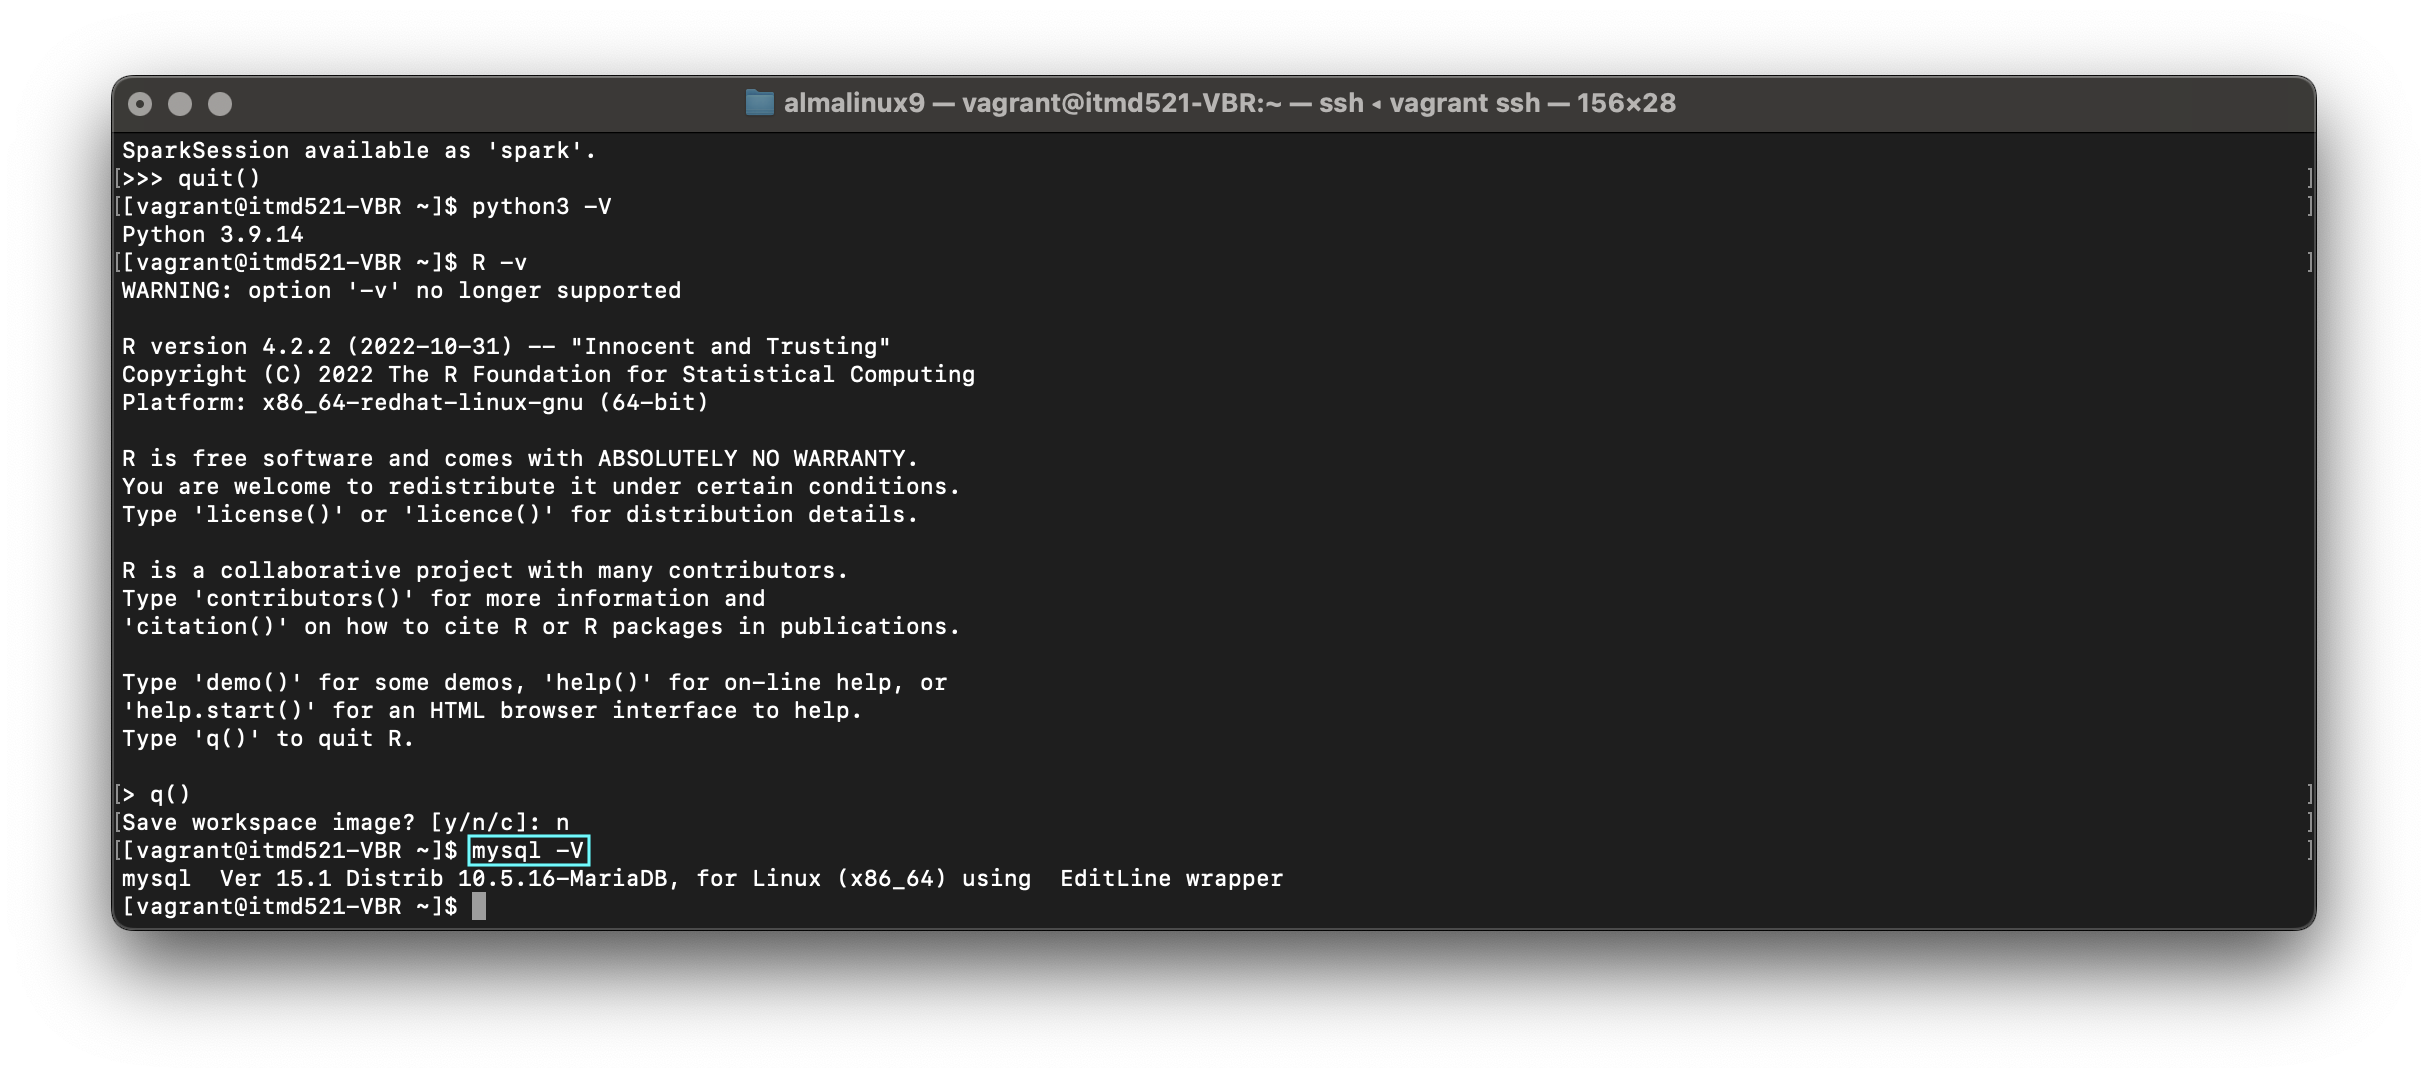 almalinux9 — vagrant@itmd521-VBR:~ — ssh ◂ vagrant ssh — 156×28
SparkSession available as 'spark'.
[>>> quit() ]
[[vagrant@itmd521-VBR ~]$ python3 -V ]
Python 3.9.14
[[vagrant@itmd521-VBR ~]$ R -v ]
WARNING: option '-v' no longer supported
R version 4.2.2 (2022-10-31) -- "Innocent and Trusting"
Copyright (C) 2022 The R Foundation for Statistical Computing
Platform: x86_64-redhat-linux-gnu (64-bit)
R is free software and comes with ABSOLUTELY NO WARRANTY.
You are welcome to redistribute it under certain conditions.
Type 'license()' or 'licence()' for distribution details.
R is a collaborative project with many contributors.
Type 'contributors()' for more information and
'citation()' on how to cite R or R packages in publications.
Type 'demo()' for some demos, 'help()' for on-line help, or
'help.start()' for an HTML browser interface to help.
Type 'q()' to quit R.
[> q() ]
[Save workspace image? [y/n/c]: n ]
[[vagrant@itmd521-VBR ~]$ mysql -V ]
mysql  Ver 15.1 Distrib 10.5.16-MariaDB, for Linux (x86_64) using  EditLine wrapper
[vagrant@itmd521-VBR ~]$